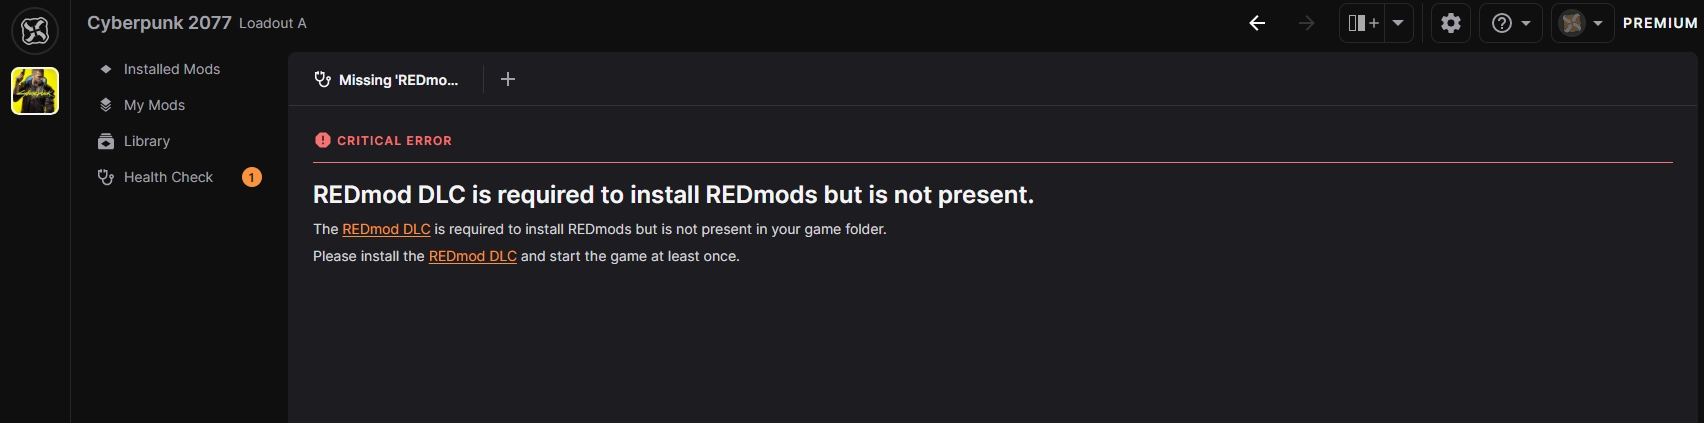 Cyberpunk 2077 Loadout A
PREMIUM
Installed Mods
My Mods
Library
Health Check 1
Missing 'REDmo...
CRITICAL ERROR
REDmod DLC is required to install REDmods but is not present.
The REDmod DLC is required to install REDmods but is not present in your game folder.
Please install the REDmod DLC and start the game at least once.